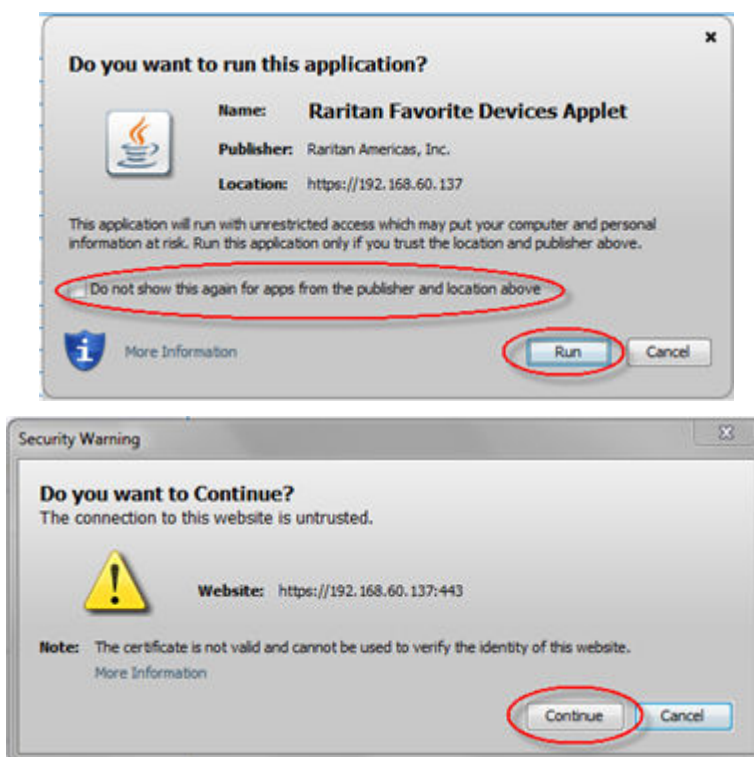 Do you want to run this application?
Name: Raritan Favorite Devices Applet
Publisher: Raritan Americas, Inc.
Location: https://192.168.60.137
This application will run with unrestricted access which may put your computer and personal
information at risk. Run this application only if you trust the location and publisher above.
Do not show this again for apps from the publisher and location above
More Information
Run
Cancel
Security Warning
Do you want to Continue?
The connection to this website is untrusted.
Website: https://192.168.60.137:443
Note: The certificate is not valid and cannot be used to verify the identity of this website.
More Information
Continue
Cancel